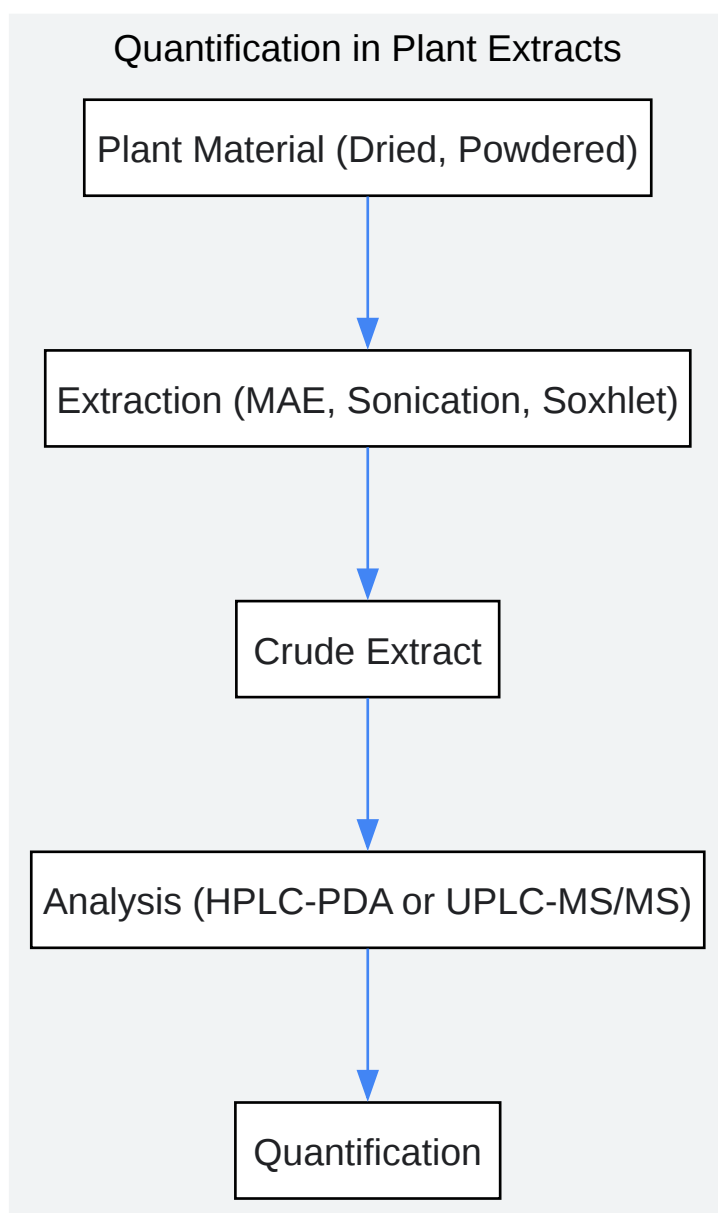 Quantification in Plant Extracts
Plant Material (Dried, Powdered)
Extraction (MAE, Sonication, Soxhlet)
Crude Extract
Analysis (HPLC-PDA or UPLC-MS/MS)
Quantification